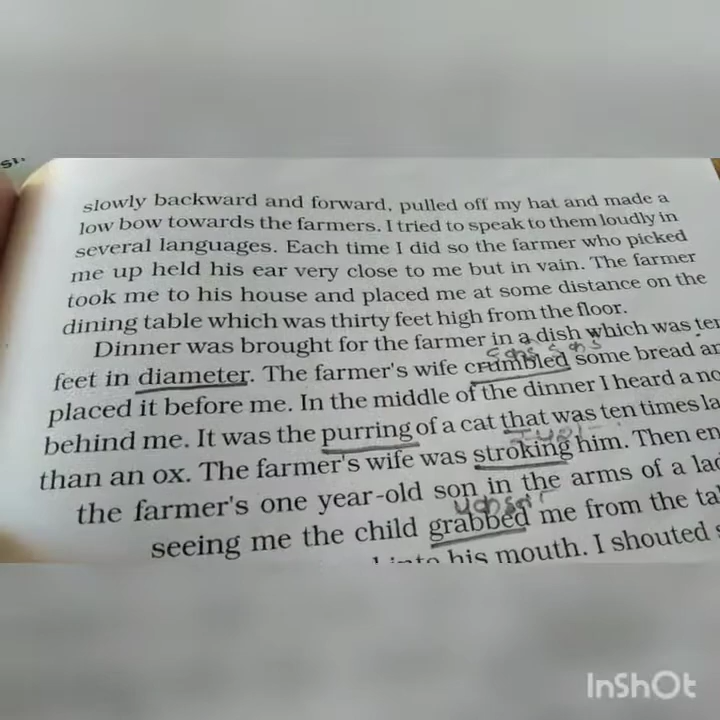 slowly backward and forward, pulled off my hat and made a
low bow towards the farmers. I tried to speak to them loudly in
several languages. Each time I did so the farmer who picked
me up held his ear very close to me but in vain. The farmer
took me to his house and placed me at some distance on the
dining table which was thirty feet high from the floor.
Dinner was brought for the farmer in a dish which was ten
feet in diameter. The farmer's wife crumbled some bread
placed it before me. In the middle of the dinner I heard a
behind me. It was the purring of a cat that was ten times
than an ox. The farmer's wife was stroking him. Then
the farmer's one year-old son in the arms of a
seeing me the child grabbed me from the
his mouth. I shouted
InShOt